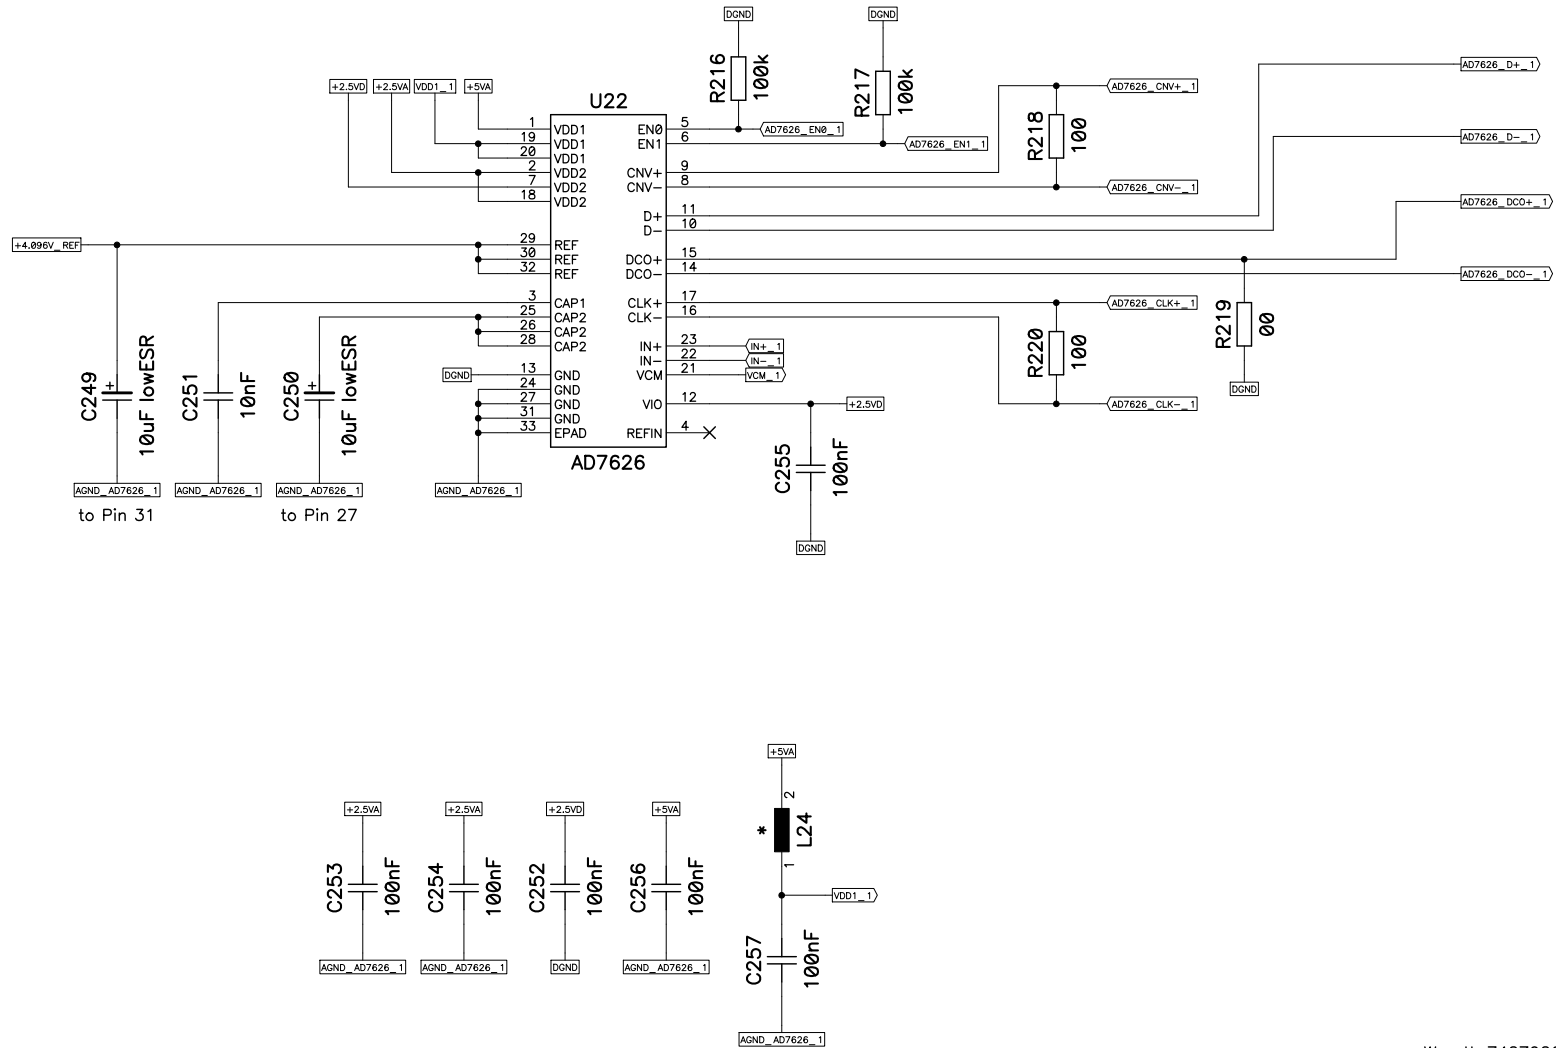 DGND
DGND
R216
100k
R217
100k
AD7626_D+_1
+2.5VD
+2.5VA
VDD1_1
+5VA
AD7626_CNV+_1
U22
R218
100
1 VDD1
19 VDD1
20 VDD1
2 VDD2
7 VDD2
18 VDD2
29 REF
30 REF
32 REF
3 CAP1
25 CAP2
26 CAP2
28 CAP2
13 GND
24 GND
27 GND
31 GND
33 EPAD
EN0 5
EN1 6
CNV+ 9
CNV- 8
D+ 11
D- 10
DCO+ 15
DCO- 14
CLK+ 17
CLK- 16
IN+ 23
IN- 22
VCM 21
VIO 12
REFIN 4
AD7626
AD7626_EN0_1
AD7626_EN1_1
AD7626_D-_1
AD7626_CNV-_1
AD7626_DCO+_1
+4.096V_REF
AD7626_DCO-_1
AD7626_CLK+_1
R219
00
R220
100
IN+_1
IN-_1
VCM_1
DGND
DGND
AD7626_CLK-_1
+2.5VD
C249
+
10uF lowESR
C251
10nF
C250
+
10uF lowESR
C255
100nF
AGND_AD7626_1
AGND_AD7626_1
AGND_AD7626_1
AGND_AD7626_1
to Pin 31
to Pin 27
DGND
+5VA
2
*
L24
1
+2.5VA
+2.5VA
+2.5VD
+5VA
C253
100nF
C254
100nF
C252
100nF
C256
100nF
VDD1_1
C257
100nF
AGND_AD7626_1
AGND_AD7626_1
DGND
AGND_AD7626_1
AGND_AD7626_1